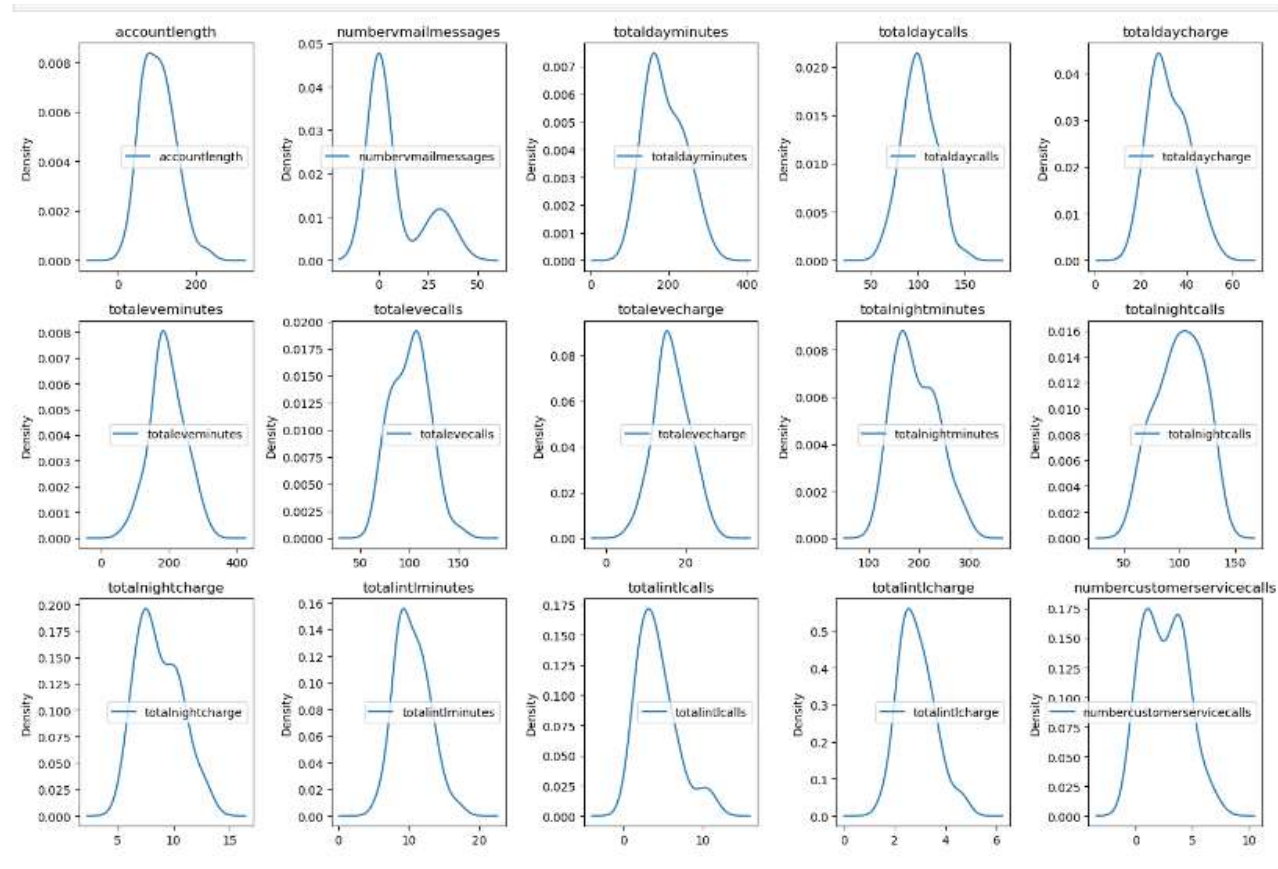 accountlength numbervmailmessages totaldayminutes totaldaycalls totaldaycharge
Density
0.008
0.006
0.004
0.002
0.000
accountlength
0 200
Density
0.05
0.04
0.03
0.02
0.01
0.00
numbervmailmessages
0 25 50
Density
0.007
0.006
0.005
0.004
0.003
0.002
0.001
0.000
totaldayminutes
0 200 400
Density
0.020
0.015
0.010
0.005
0.000
totaldaycalls
50 100 150
Density
0.04
0.03
0.02
0.01
0.00
totaldaycharge
0 20 40 60
totaleveminutes totalevecalls totalevecharge totalnightminutes totalnightcalls
Density
0.008
0.007
0.006
0.005
0.004
0.003
0.002
0.001
0.000
totaleveminutes
0 200 400
Density
0.0200
0.0175
0.0150
0.0125
0.0100
0.0075
0.0050
0.0025
0.0000
totalevecalls
50 100 150
Density
0.08
0.06
0.04
0.02
0.00
totalevecharge
0 20
Density
0.008
0.006
0.004
0.002
0.000
totalnightminutes
100 200 300
Density
0.016
0.014
0.012
0.010
0.008
0.006
0.004
0.002
0.000
totalnightcalls
50 100 150
totalnightcharge totalintlminutes totalintlcalls totalintlcharge numbercustomerservicecalls
Density
0.200
0.175
0.150
0.125
0.100
0.075
0.050
0.025
0.000
totalnightcharge
5 10 15
Density
0.16
0.14
0.12
0.10
0.08
0.06
0.04
0.02
0.00
totalintlminutes
0 10 20
Density
0.175
0.150
0.125
0.100
0.075
0.050
0.025
0.000
totalintlcalls
0 10
Density
0.5
0.4
0.3
0.2
0.1
0.0
totalintlcharge
0 2 4 6
Density
0.175
0.150
0.125
0.100
0.075
0.050
0.025
0.000
numbercustomerservicecalls
0 5 10